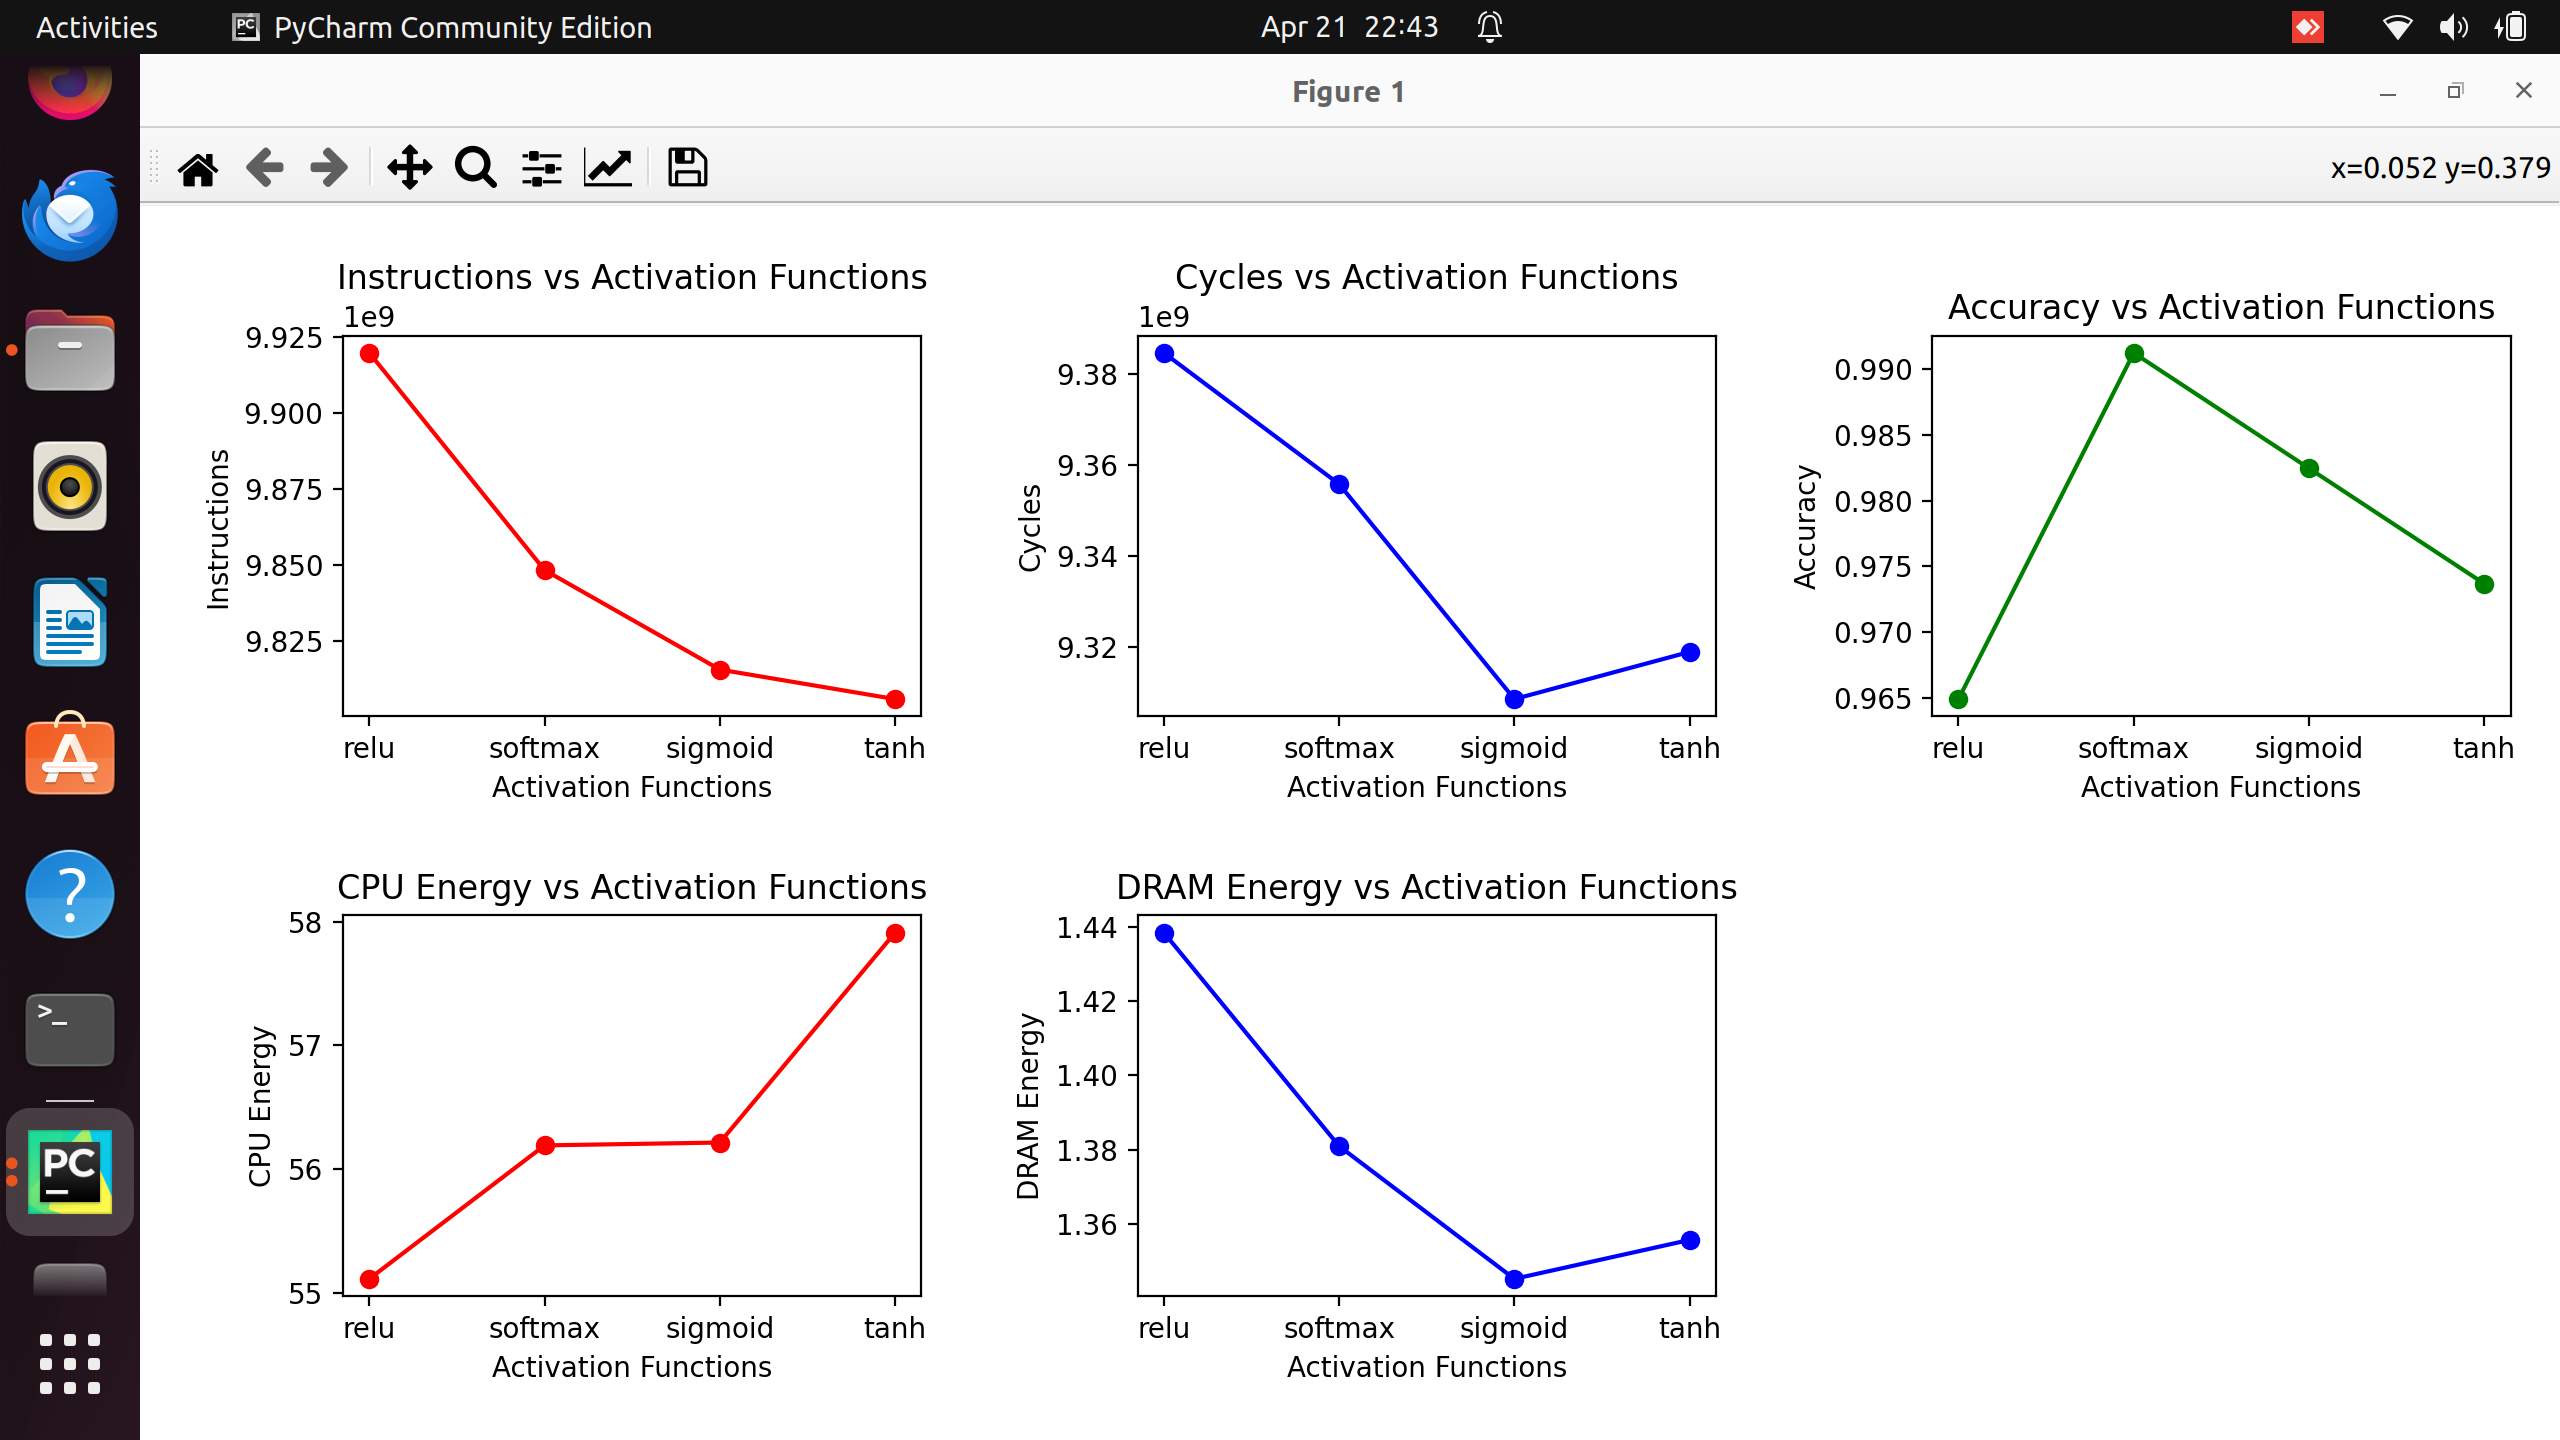 Activities
PyCharm Community Edition
Apr 21 22:43
Figure 1
x=0.052 y=0.379
Instructions vs Activation Functions
1e9
9.925
9.900
9.875
9.850
9.825
Instructions
relu softmax sigmoid tanh
Activation Functions
Cycles vs Activation Functions
1e9
9.38
9.36
9.34
9.32
Cycles
relu softmax sigmoid tanh
Activation Functions
Accuracy vs Activation Functions
0.990
0.985
0.980
0.975
0.970
0.965
Accuracy
relu softmax sigmoid tanh
Activation Functions
CPU Energy vs Activation Functions
58
57
56
55
CPU Energy
relu softmax sigmoid tanh
Activation Functions
DRAM Energy vs Activation Functions
1.44
1.42
1.40
1.38
1.36
DRAM Energy
relu softmax sigmoid tanh
Activation Functions
PC